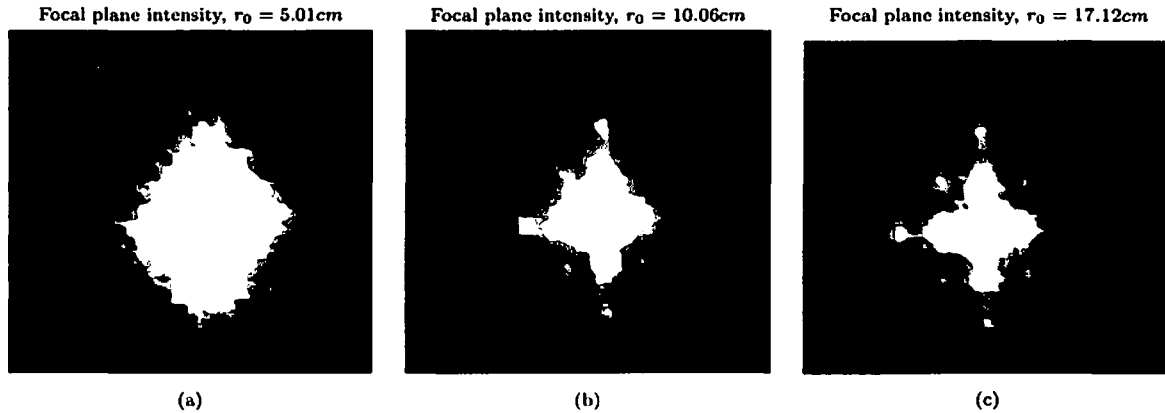 Focal plane intensity, r₀ = 5.01cm
Focal plane intensity, r₀ = 10.06cm
Focal plane intensity, r₀ = 17.12cm
(a)
(b)
(c)